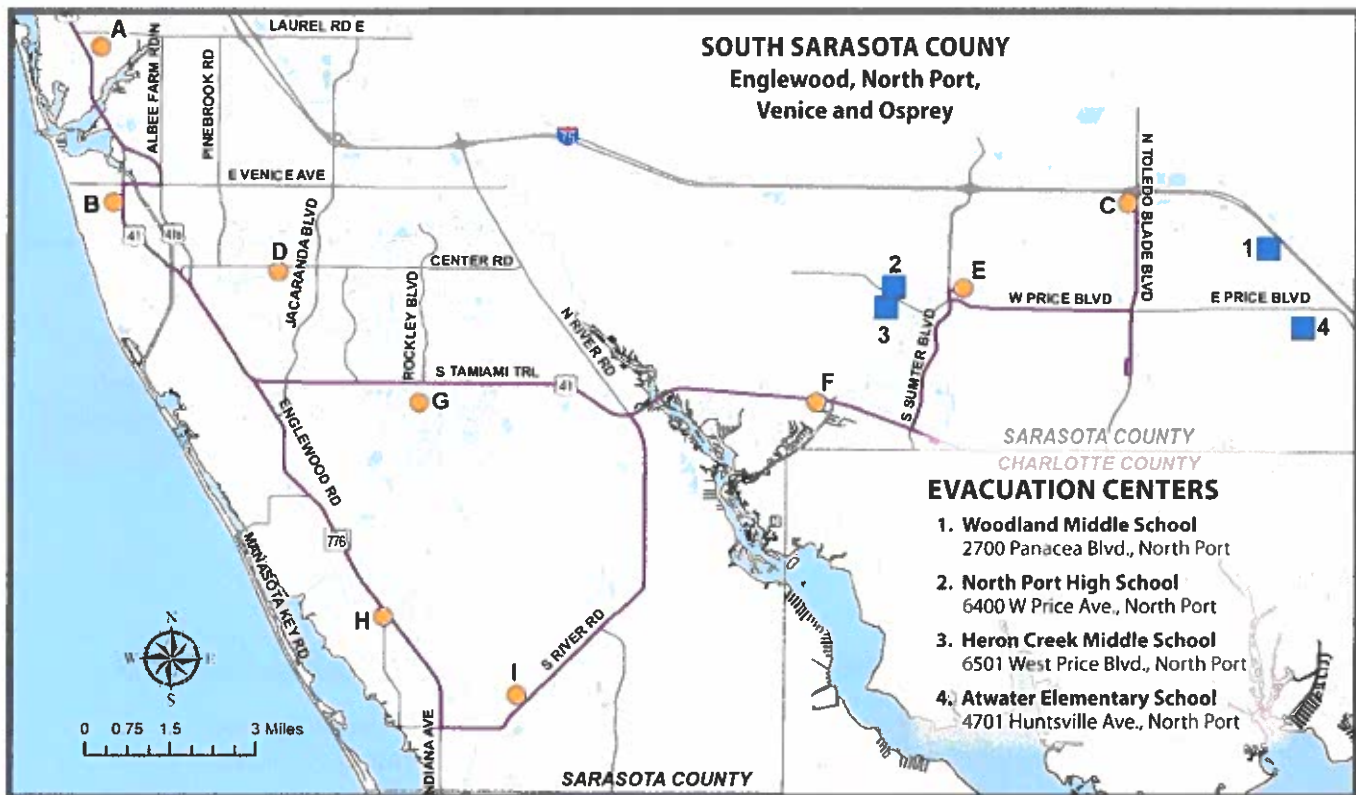 SOUTH SARASOTA COUNY
Englewood, North Port,
Venice and Osprey
A
LAUREL RD E
ALBEE FARM RD N
PINEBROOK RD
75
N TOLEDO BLADE BLVD
E VENICE AVE
B
C
41
41B
D
JACARANDA BLVD
CENTER RD
ROCKLEY BLVD
N RIVER RD
1
2
3
E
W PRICE BLVD
E PRICE BLVD
4
S SUMTER BLVD
S TAMIAMI TRL
41
F
G
ENGLEWOOD RD
SARASOTA COUNTY
CHARLOTTE COUNTY
776
MANASOTA KEY RD
H
I
S RIVER RD
INDIANA AVE
N
W
E
S
0 0.75 1.5 3 Miles
SARASOTA COUNTY
EVACUATION CENTERS
1. Woodland Middle School
2700 Panacea Blvd., North Port
2. North Port High School
6400 W Price Ave., North Port
3. Heron Creek Middle School
6501 West Price Blvd., North Port
4. Atwater Elementary School
4701 Huntsville Ave., North Port